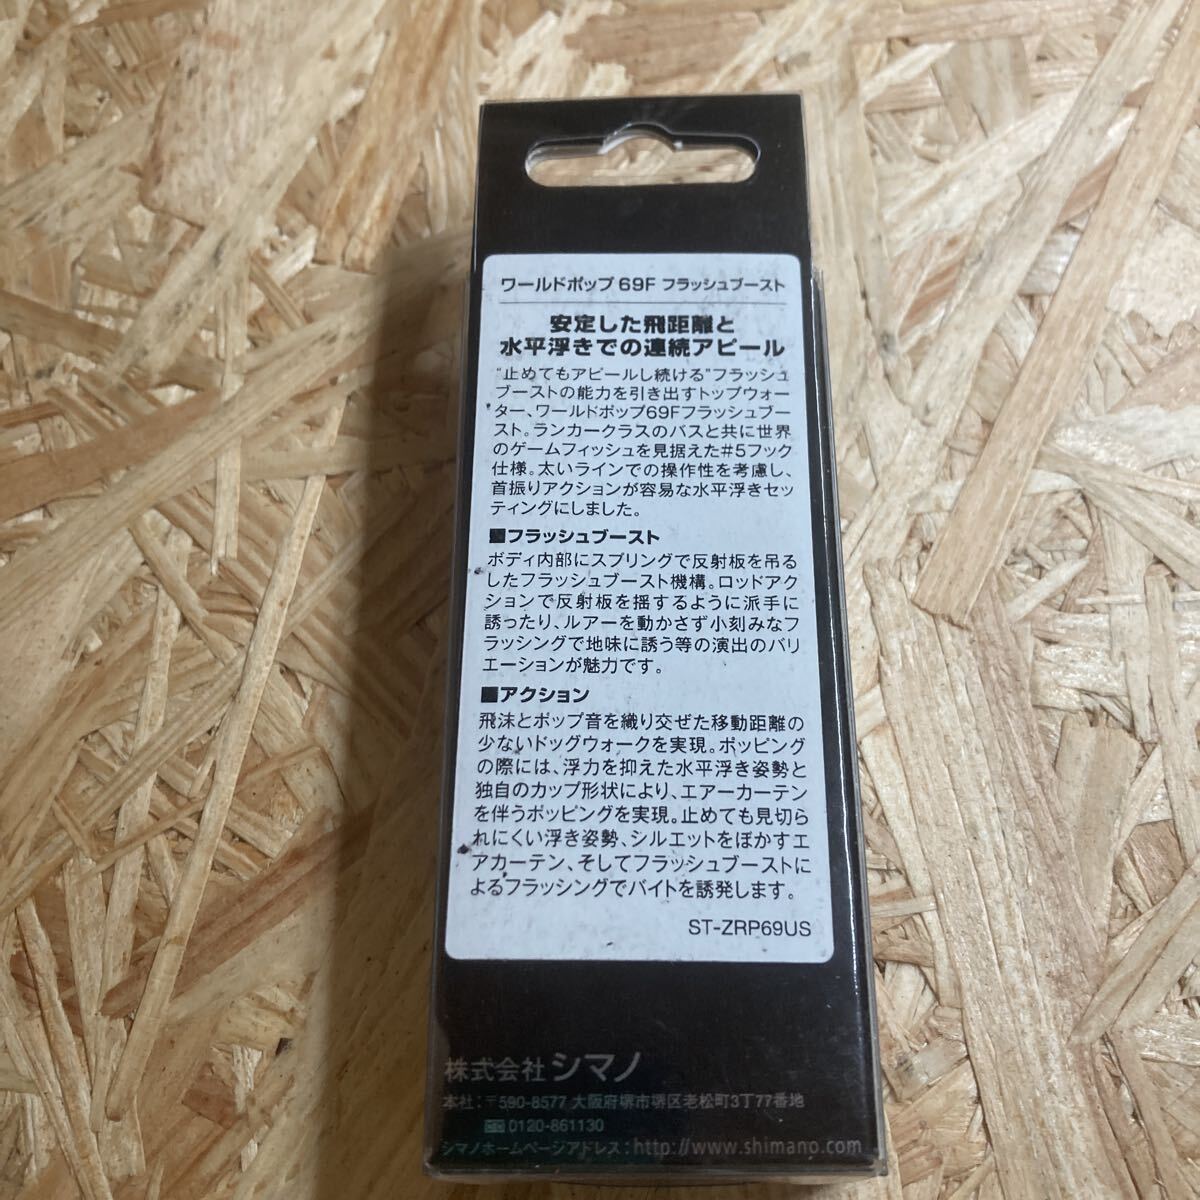 ワールドポップ 69F フラッシュブースト
安定した飛距離と
水平浮きでの連続アピール
"止めてもアピールし続ける"フラッシュ
ブーストの能力を引き出すトップウォー
ター、ワールドポップ69Fフラッシュブー
スト。ランカークラスのバスと共に世界
のゲームフィッシュを見据えた#5フック
仕様。太いラインでの操作性を考慮し、
首振りアクションが容易な水平浮きセッ
ティングにしました。
■フラッシュブースト
ボディ内部にスプリングで反射板を吊る
したフラッシュブースト機構。ロッドアク
ションで反射板を揺するように派手に
誘ったり、ルアーを動かさず小刻みなフ
ラッシングで地味に誘う等の演出のバリ
エーションが魅力です。
■アクション
飛沫とポップ音を織り交ぜた移動距離の
少ないドッグウォークを実現。ポッピング
の際には、浮力を抑えた水平浮き姿勢と
独自のカップ形状により、エアーカーテン
を伴うポッピングを実現。止めても見切ら
れにくい浮き姿勢、シルエットをぼかすエ
アカーテン、そしてフラッシュブーストに
よるフラッシングでバイトを誘発します。
ST-ZRP69US
株式会社 シマノ
本社:〒590-8577 大阪府堺市堺区老松町3丁77番地
0120-861130
シマノホームページアドレス:http://www.shimano.com